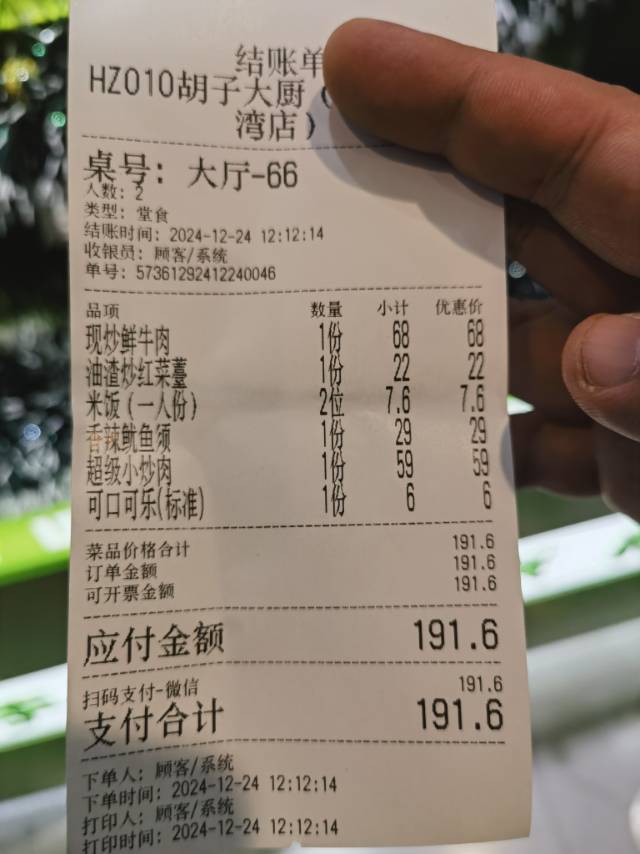 结账单
HZ010胡子大厨（
湾店）
桌号：大厅-66
人数：2
类型：堂食
结账时间：2024-12-24 12:12:14
收银员：顾客/系统
单号：57361292412240046
品项 数量 小计 优惠价
现炒鲜牛肉 1份 68 68
油渣炒红菜薹 1份 22 22
米饭（一人份） 2位 7.6 7.6
香辣鱿鱼须 1份 29 29
超级小炒肉 1份 59 59
可口可乐(标准) 1份 6 6
菜品价格合计 191.6
订单金额 191.6
可开票金额 191.6
应付金额 191.6
扫码支付-微信 191.6
支付合计 191.6
下单人：顾客/系统
下单时间：2024-12-24 12:12:14
打印人：顾客/系统
打印时间：2024-12-24 12:12:14